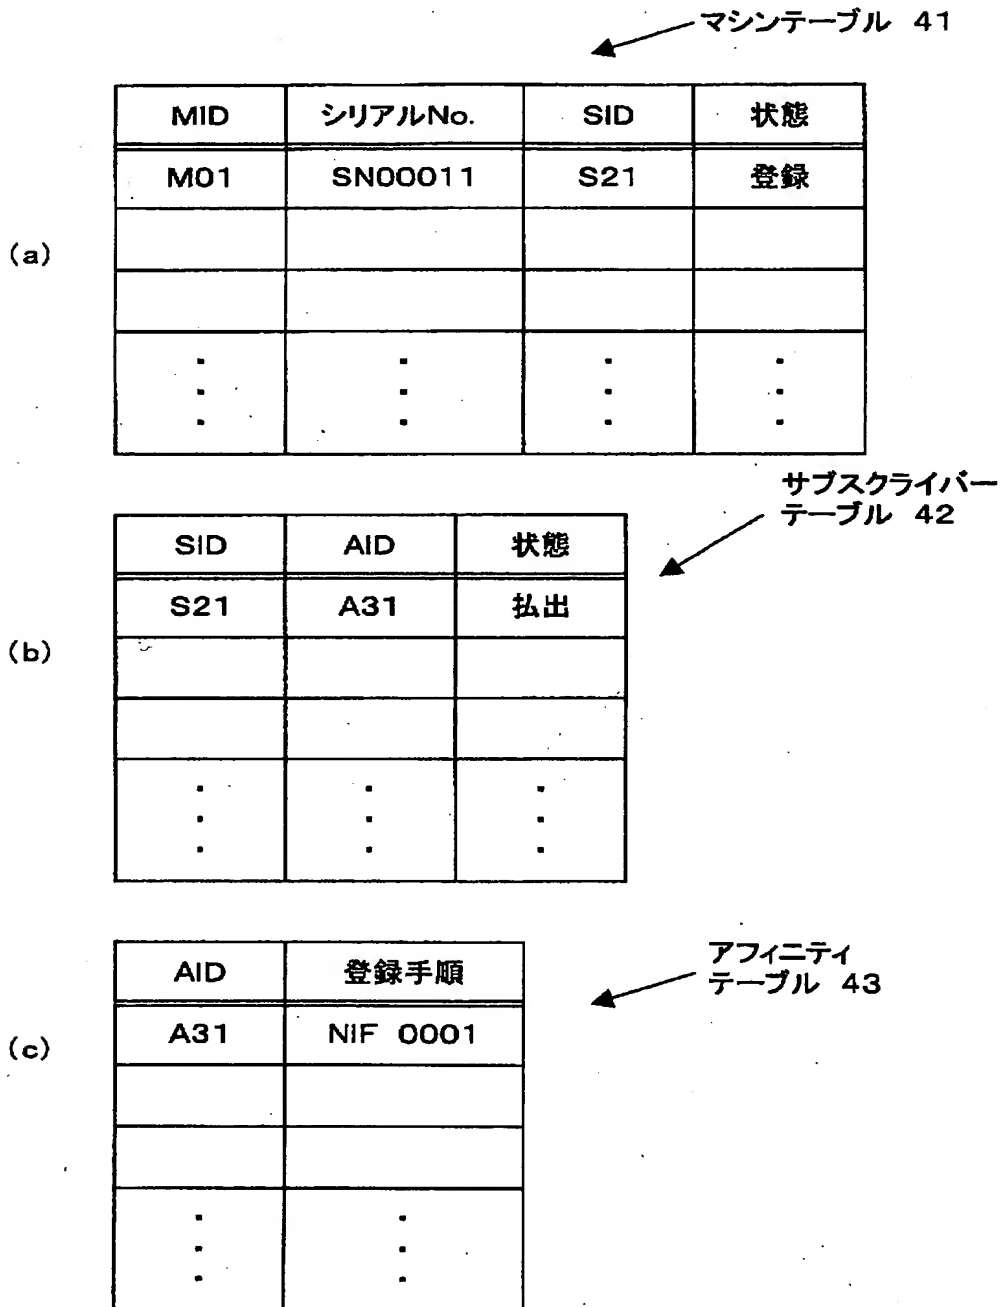 マシンテーブル 41
MID シリアルNo. SID 状態
M01 SN00011 S21 登録
(a)
サブスクライバー
テーブル 42
SID AID 状態
S21 A31 払出
(b)
アフィニティ
テーブル 43
AID 登録手順
A31 NIF 0001
(c)